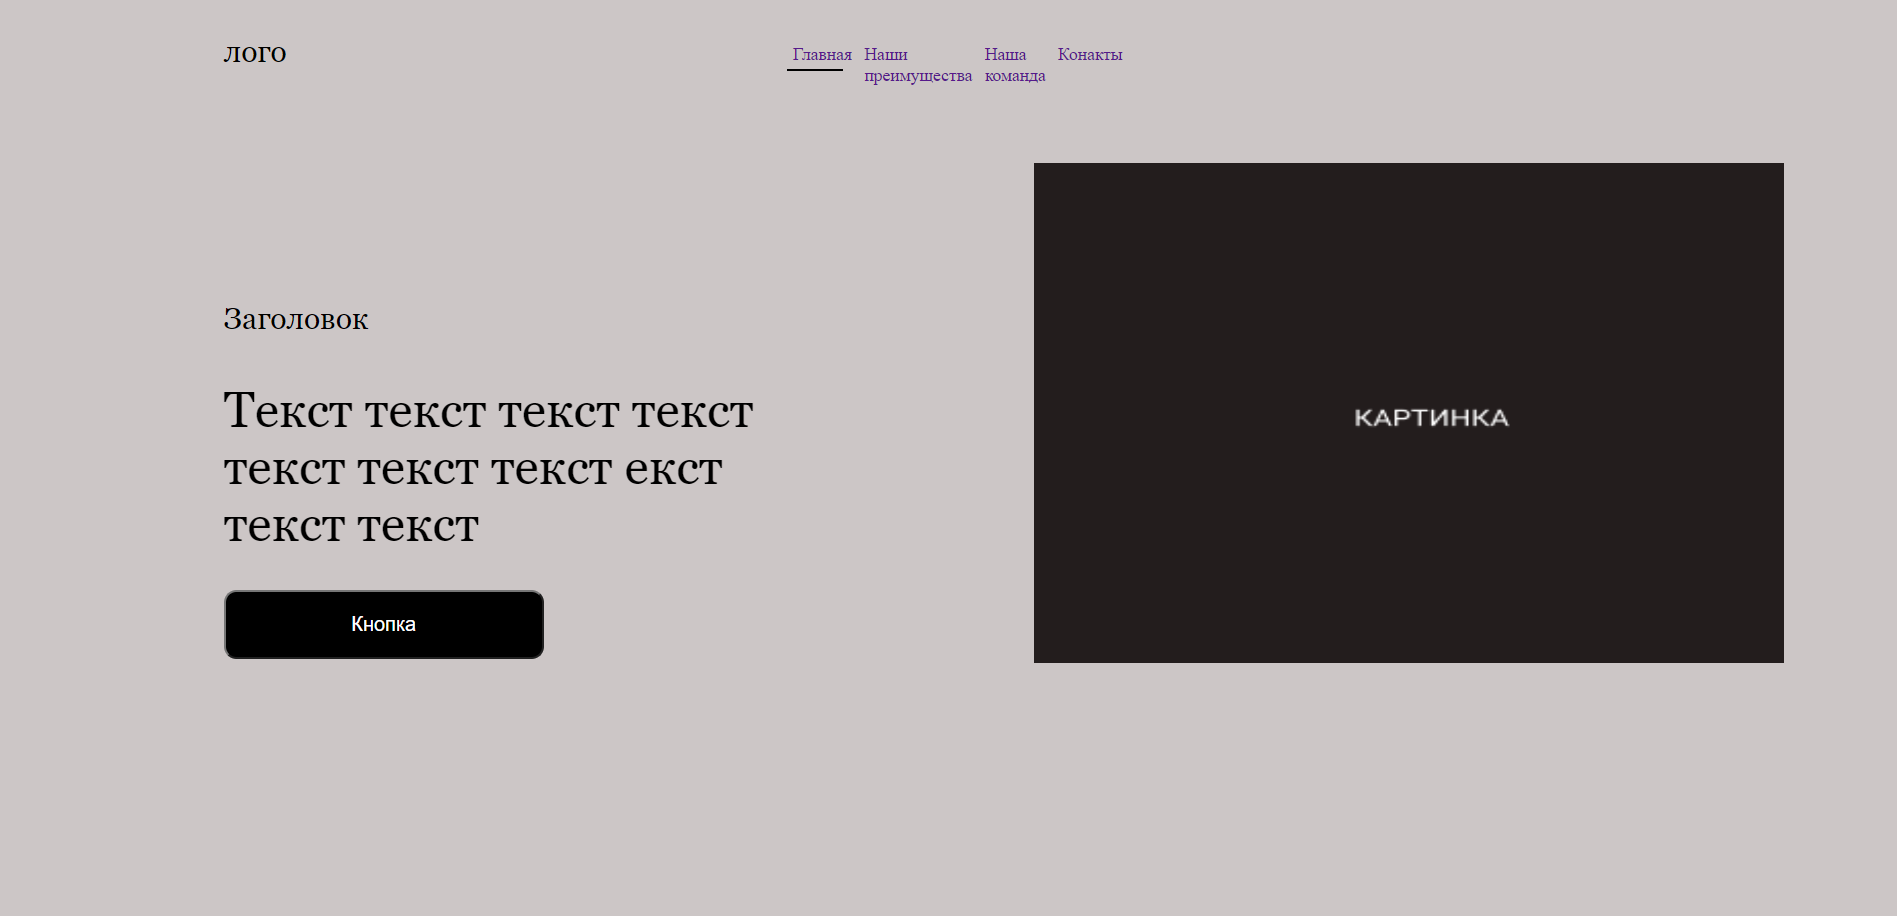 лого
Главная
Наши
преимущества
Наша
команда
Конакты
Заголовок
Текст текст текст текст
текст текст текст екст
текст текст
Кнопка
КАРТИНКА